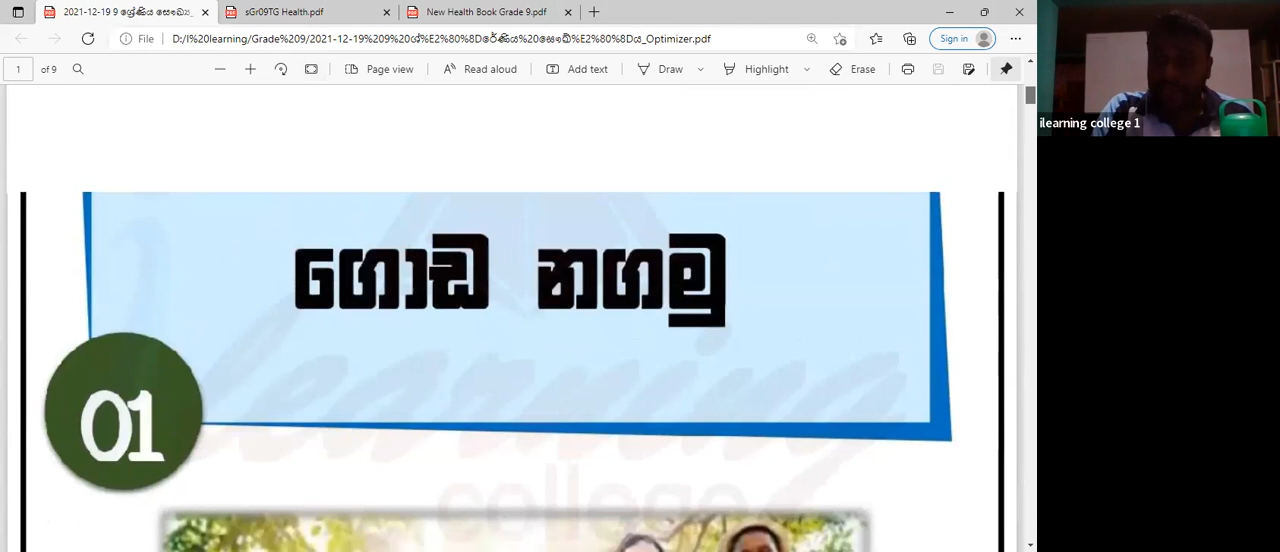 2021-12-19 9 ශ්‍රේණිය සෞඛ්‍ය
sGr09TG Health.pdf
New Health Book Grade 9.pdf
File
D:/I%20learning/Grade%209/2021-12-19%209%20ශ්%E2%80%8Dරේණිය%20සෞඛ්%E2%80%8Dය_Optimizer.pdf
Sign in
1 of 9
Page view
Read aloud
Add text
Draw
Highlight
Erase
ilearning college 1
ගොඩ නගමු
01
learning
college